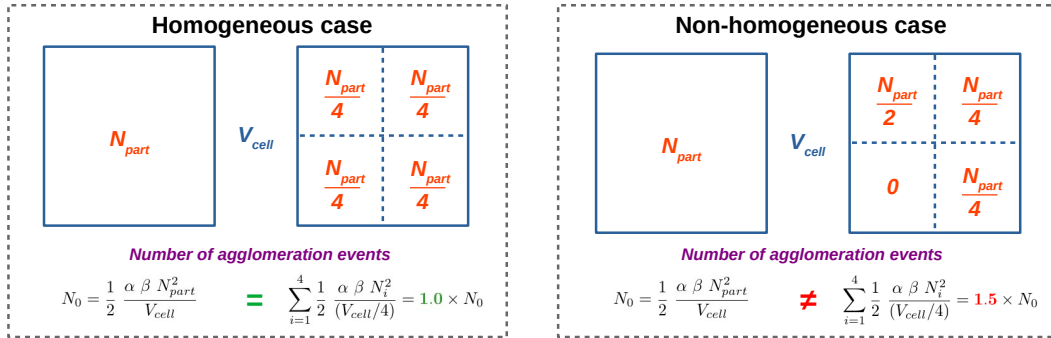 Homogeneous case
N_part
V_cell
N_part/4 N_part/4
N_part/4 N_part/4
Number of agglomeration events
N_0 = 1/2 α β N_part^2/V_cell = ∑_{i=1}^{4} 1/2 α β N_i^2/(V_cell/4) = 1.0 × N_0
Non-homogeneous case
N_part
V_cell
N_part/2 N_part/4
0 N_part/4
Number of agglomeration events
N_0 = 1/2 α β N_part^2/V_cell ≠ ∑_{i=1}^{4} 1/2 α β N_i^2/(V_cell/4) = 1.5 × N_0